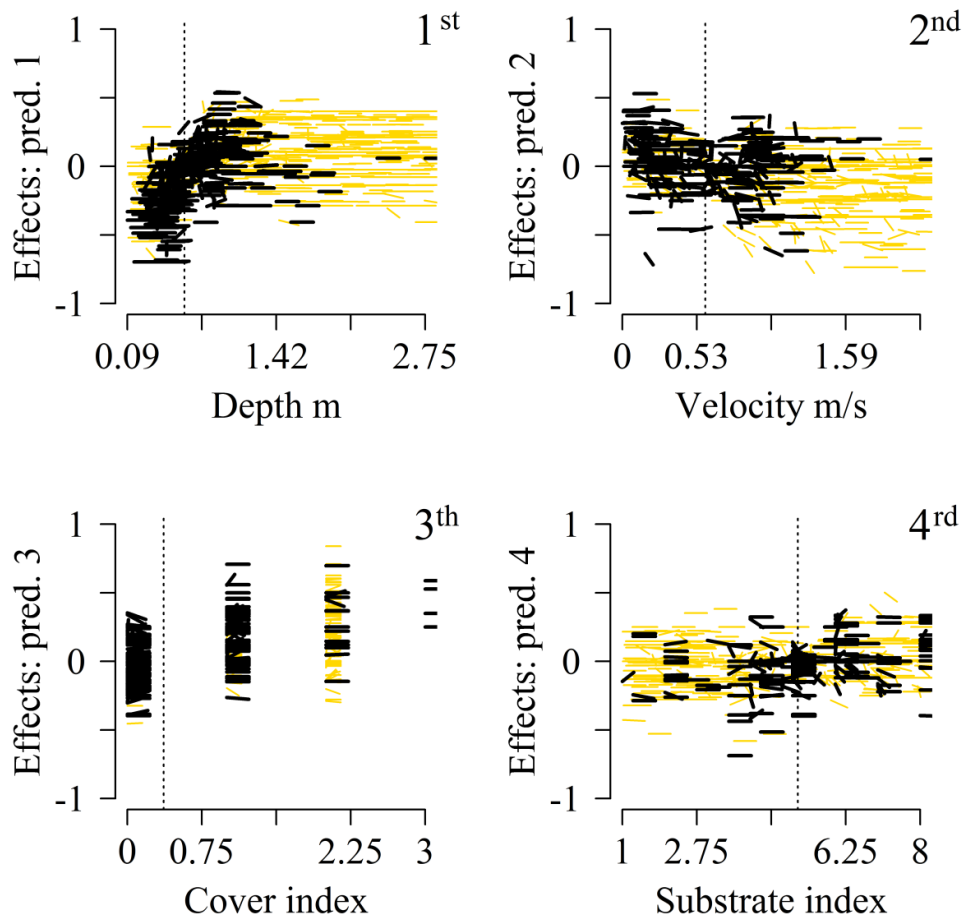 1st
2nd
Effects: pred. 1
1
0
-1
0.09 1.42 2.75
Depth m
Effects: pred. 2
1
0
-1
0 0.53 1.59
Velocity m/s
3th
4rd
Effects: pred. 3
1
0
-1
0 0.75 2.25 3
Cover index
Effects: pred. 4
1
0
-1
1 2.75 6.25 8
Substrate index